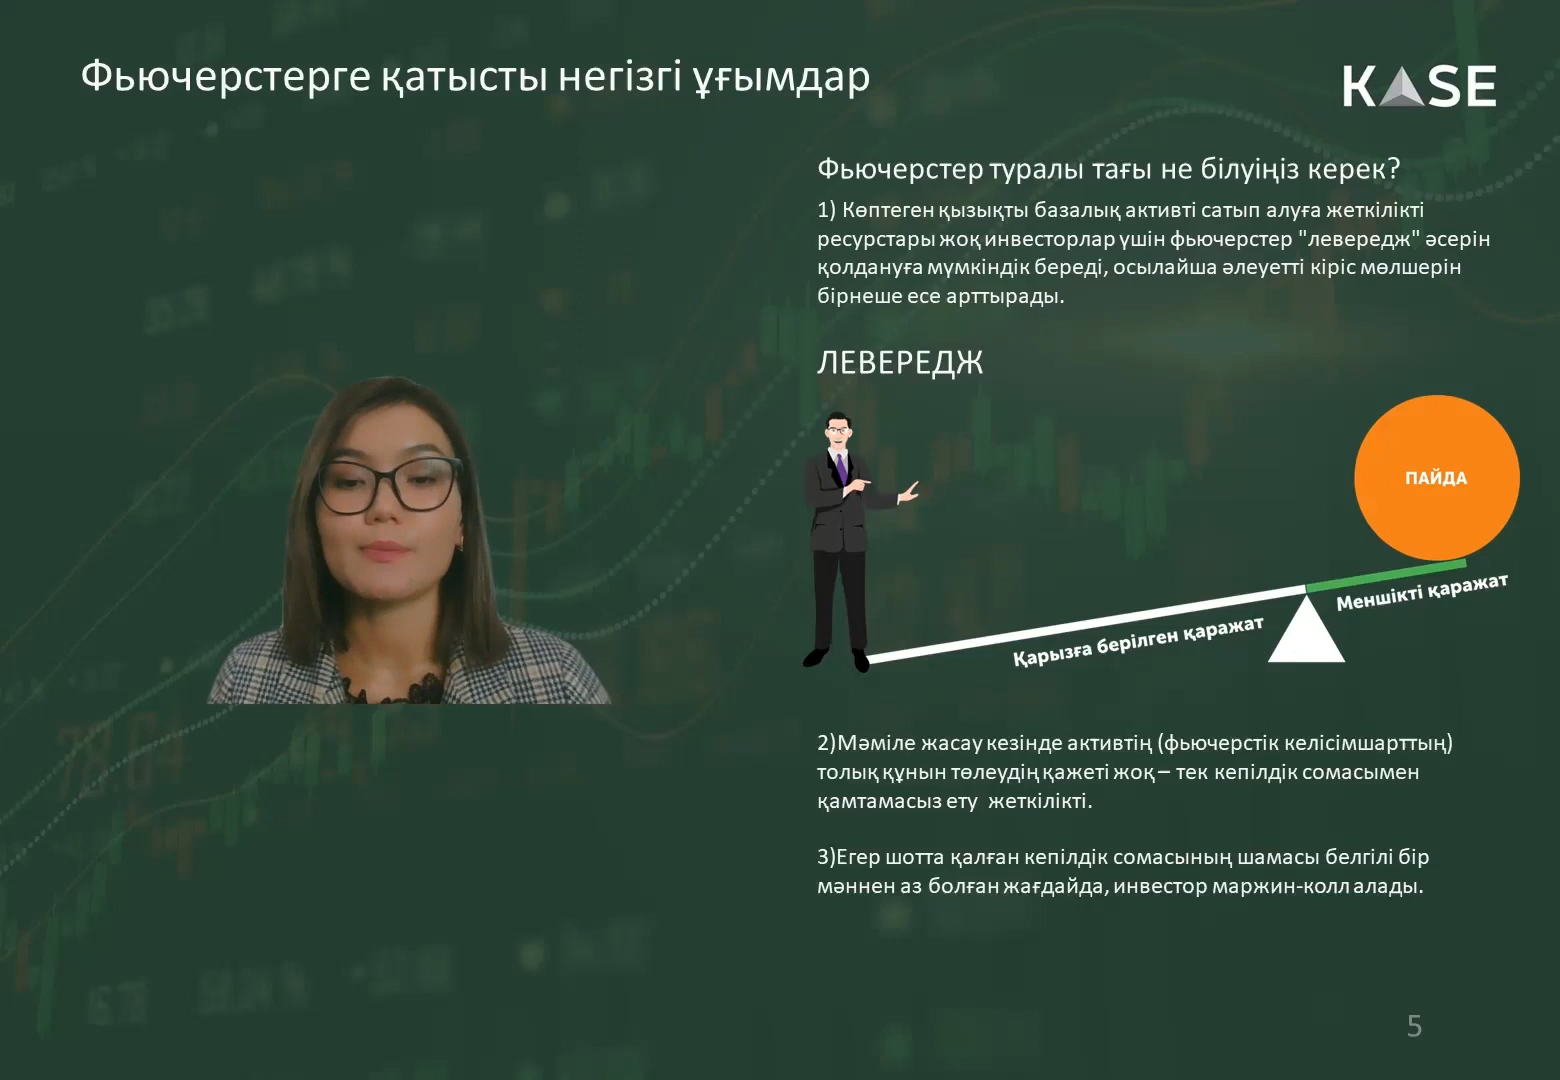 Фьючерстерге қатысты негізгі ұғымдар
KASE
Фьючерстер туралы тағы не білуіңіз керек?
1) Көптеген қызықты базалық активті сатып алуға жеткілікті
ресурстары жоқ инвесторлар үшін фьючерстер "левередж" әсерін
қолдануға мүмкіндік береді, осылайша әлеуетті кіріс мөлшерін
бірнеше есе арттырады.
ЛЕВЕРЕДЖ
ПАЙДА
Меншікті қаражат
Қарызға берілген қаражат
2)Мәміле жасау кезінде активтің (фьючерстік келісімшарттың)
толық құнын төлеудің қажеті жоқ – тек кепілдік сомасымен
қамтамасыз ету жеткілікті.
3)Егер шотта қалған кепілдік сомасының шамасы белгілі бір
мәннен аз болған жағдайда, инвестор маржин-колл алады.
5